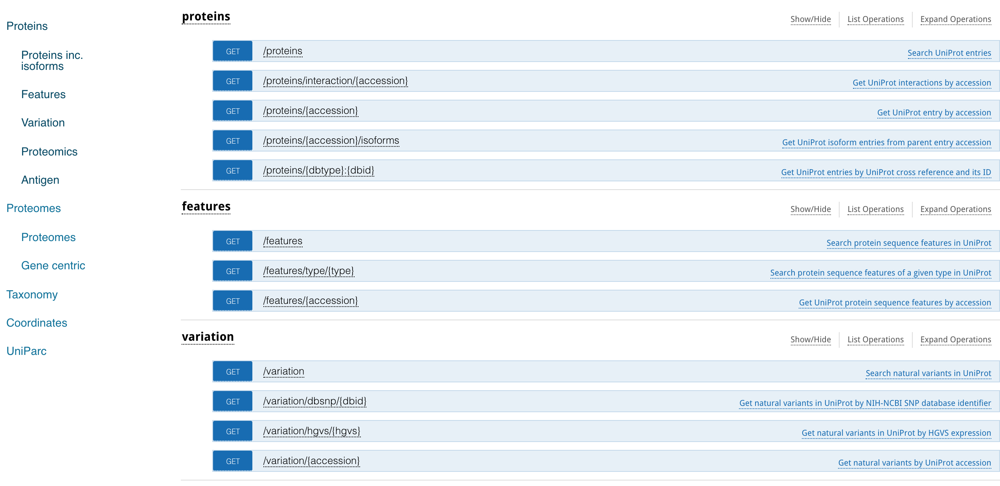 Proteins
Proteins inc.
isoforms
Features
Variation
Proteomics
Antigen
Proteomes
Proteomes
Gene centric
Taxonomy
Coordinates
UniParc
proteins
Show/Hide
List Operations
Expand Operations
GET /proteins Search UniProt entries
GET /proteins/interaction/{accession} Get UniProt interactions by accession
GET /proteins/{accession} Get UniProt entry by accession
GET /proteins/{accession}/isoforms Get UniProt isoform entries from parent entry accession
GET /proteins/{dbtype}:{dbid} Get UniProt entries by UniProt cross reference and its ID
features
Show/Hide
List Operations
Expand Operations
GET /features Search protein sequence features in UniProt
GET /features/type/{type} Search protein sequence features of a given type in UniProt
GET /features/{accession} Get UniProt protein sequence features by accession
variation
Show/Hide
List Operations
Expand Operations
GET /variation Search natural variants in UniProt
GET /variation/dbsnp/{dbid} Get natural variants in UniProt by NIH-NCBI SNP database identifier
GET /variation/hgvs/{hgvs} Get natural variants in UniProt by HGVS expression
GET /variation/{accession} Get natural variants by UniProt accession